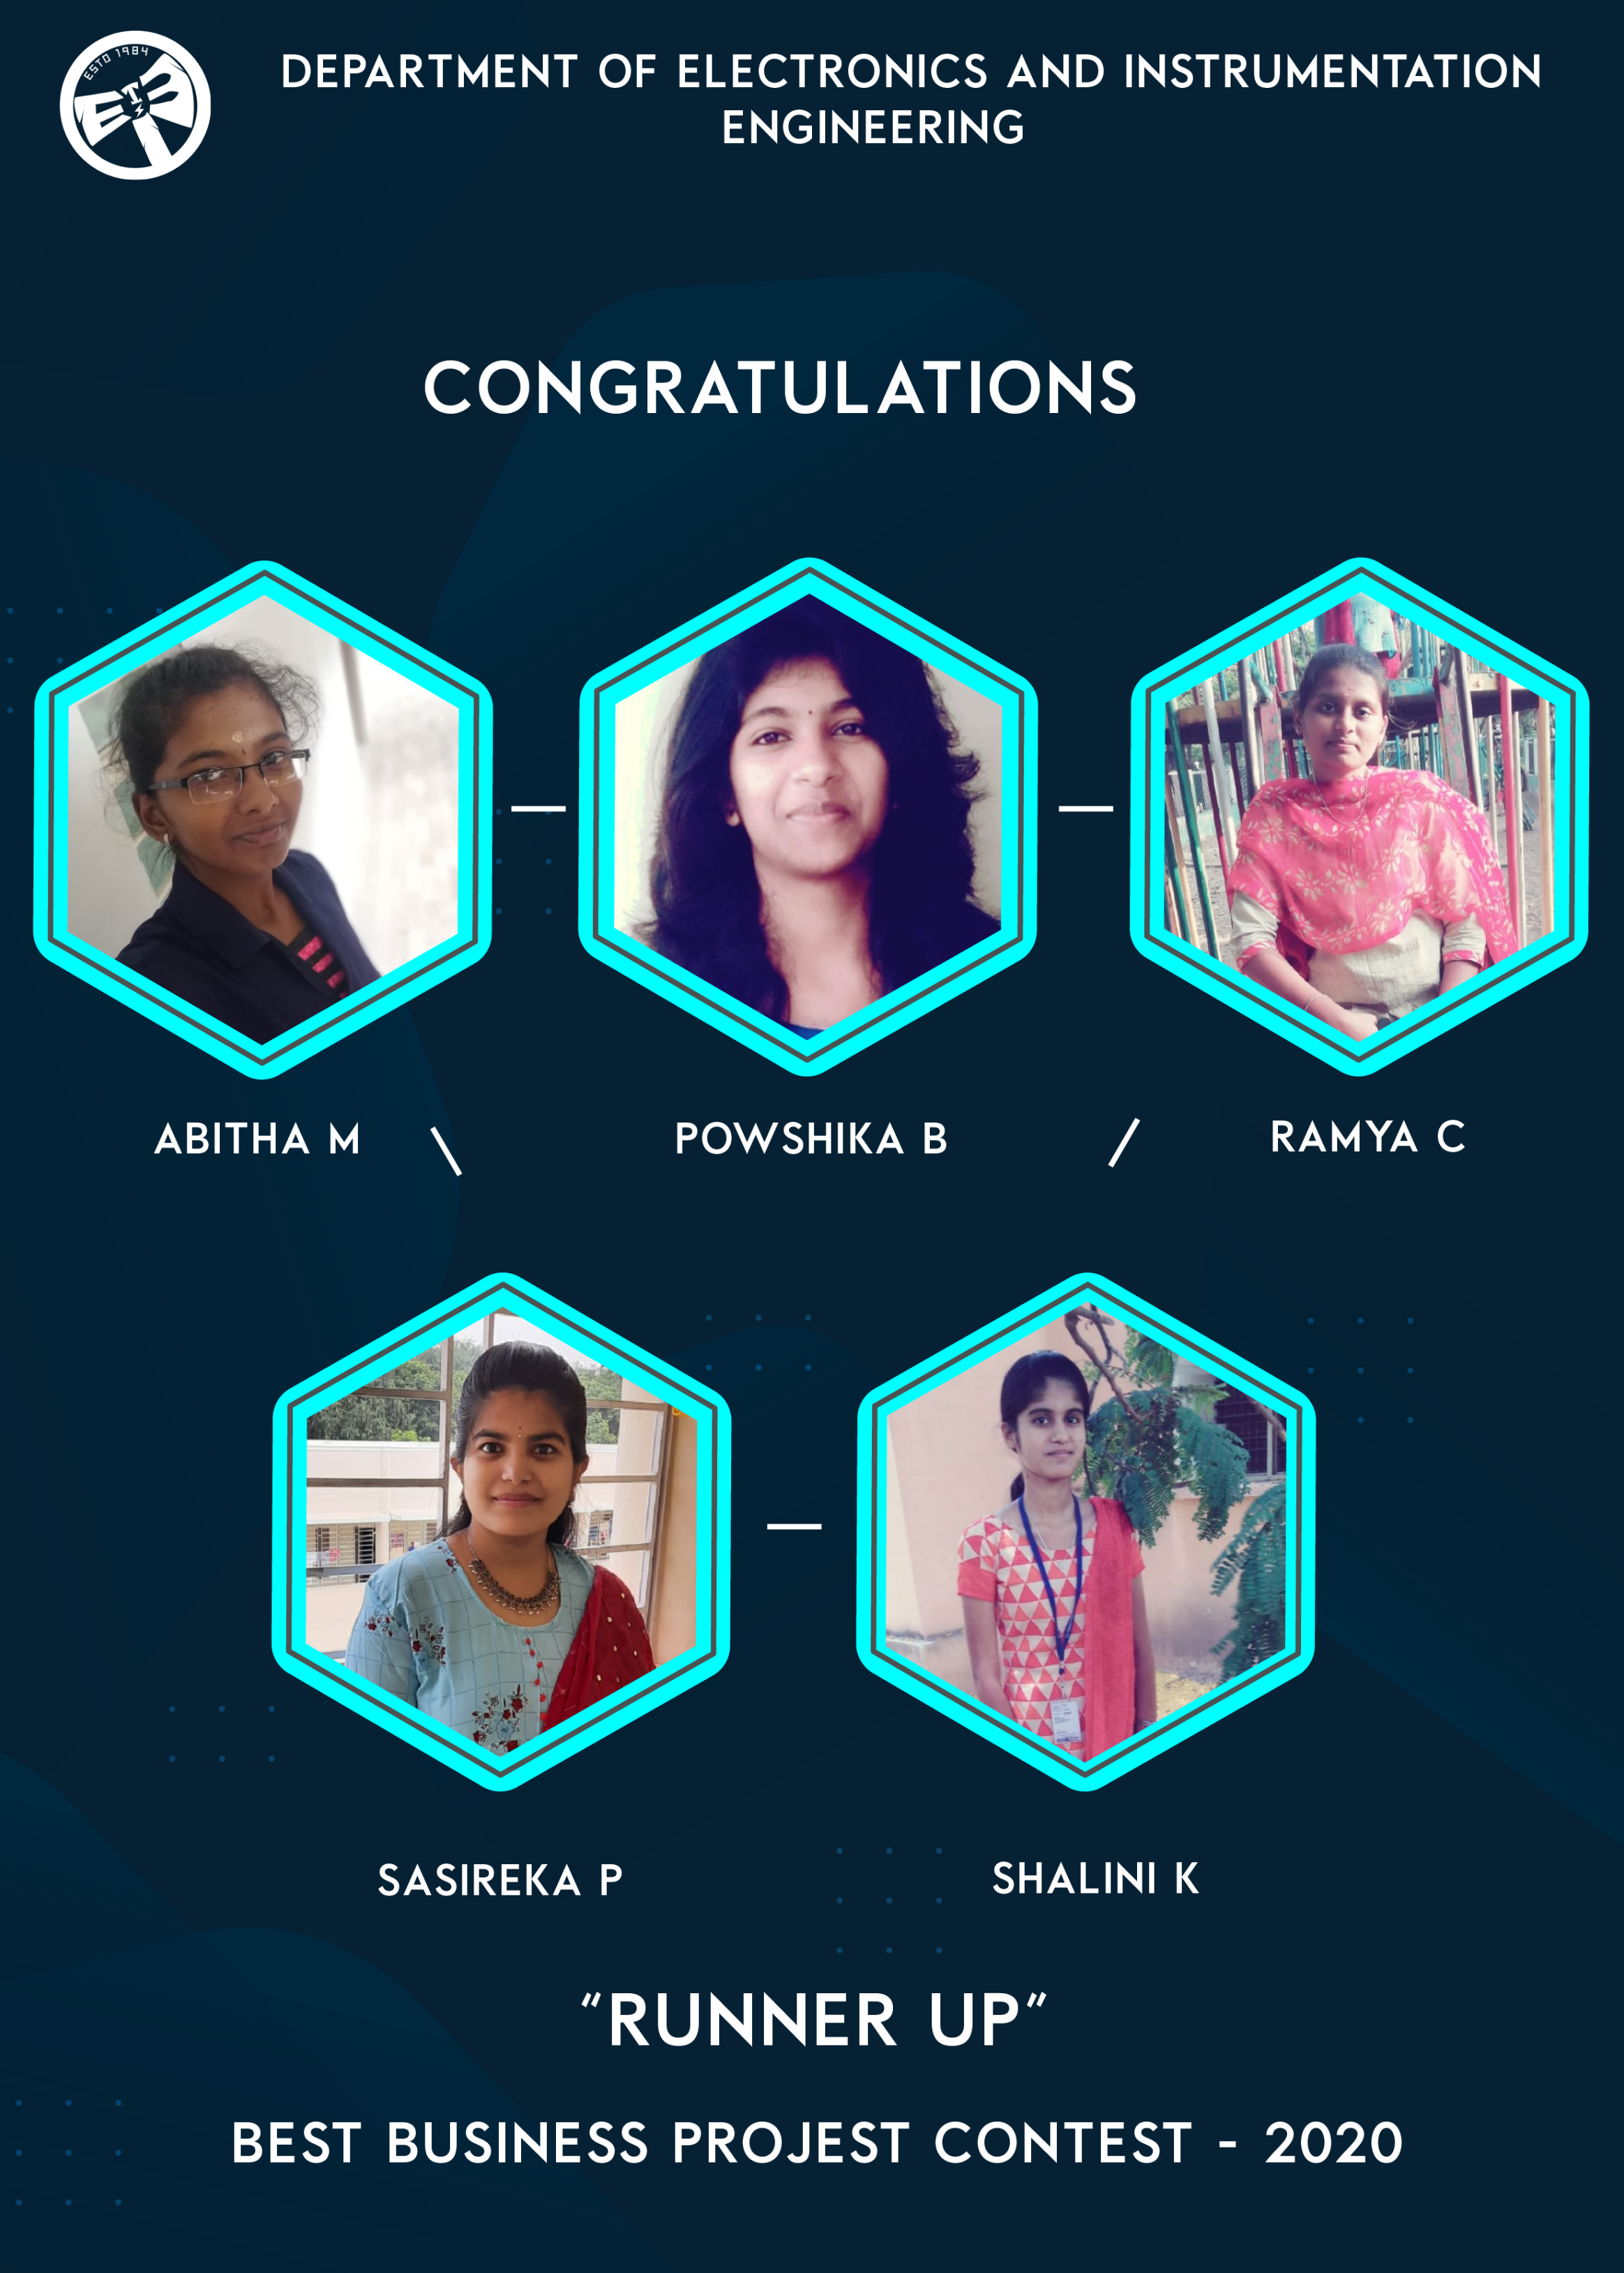 ESTD 1984
DEPARTMENT OF ELECTRONICS AND INSTRUMENTATION
ENGINEERING
CONGRATULATIONS
ABITHA M
POWSHIKA B
RAMYA C
SASIREKA P
SHALINI K
"RUNNER UP"
BEST BUSINESS PROJEST CONTEST - 2020